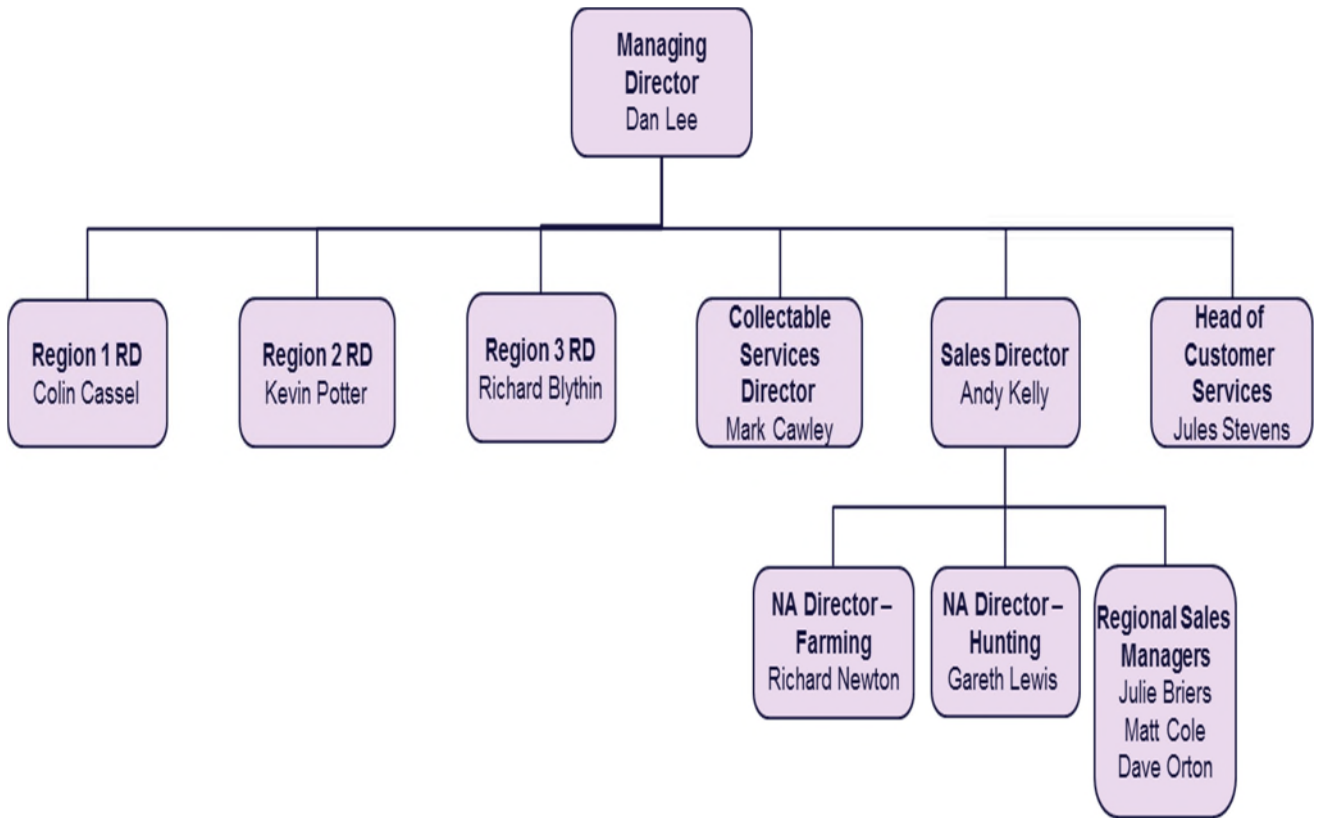 Managing
Director
Dan Lee
Region 1 RD
Colin Cassel
Region 2 RD
Kevin Potter
Region 3 RD
Richard Blythin
Collectable
Services
Director
Mark Cawley
Sales Director
Andy Kelly
Head of
Customer
Services
Jules Stevens
NA Director –
Farming
Richard Newton
NA Director –
Hunting
Gareth Lewis
Regional Sales
Managers
Julie Briers
Matt Cole
Dave Orton